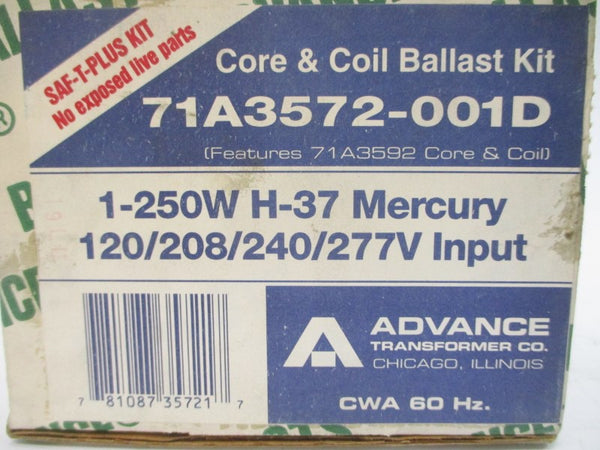 SAF-T-PLUS KIT
No exposed live parts
Core & Coil Ballast Kit
71A3572-001D
(Features 71A3592 Core & Coil)
1-250W H-37 Mercury
120/208/240/277V Input
7 81087 35721 7
ADVANCE
TRANSFORMER CO.
CHICAGO, ILLINOIS
CWA 60 Hz.